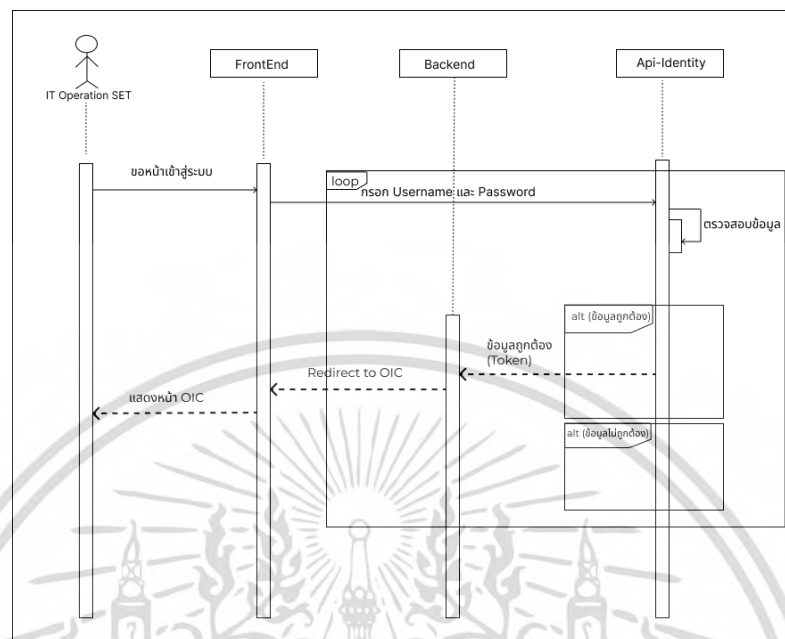 IT Operation SET
FrontEnd
Backend
Api-Identity
ขอหน้าเข้าสู่ระบบ
loop
กรอก Username และ Password
ตรวจสอบข้อมูล
alt (ข้อมูลถูกต้อง)
ข้อมูลถูกต้อง
(Token)
Redirect to OIC
แสดงหน้า OIC
alt (ข้อมูลไม่ถูกต้อง)